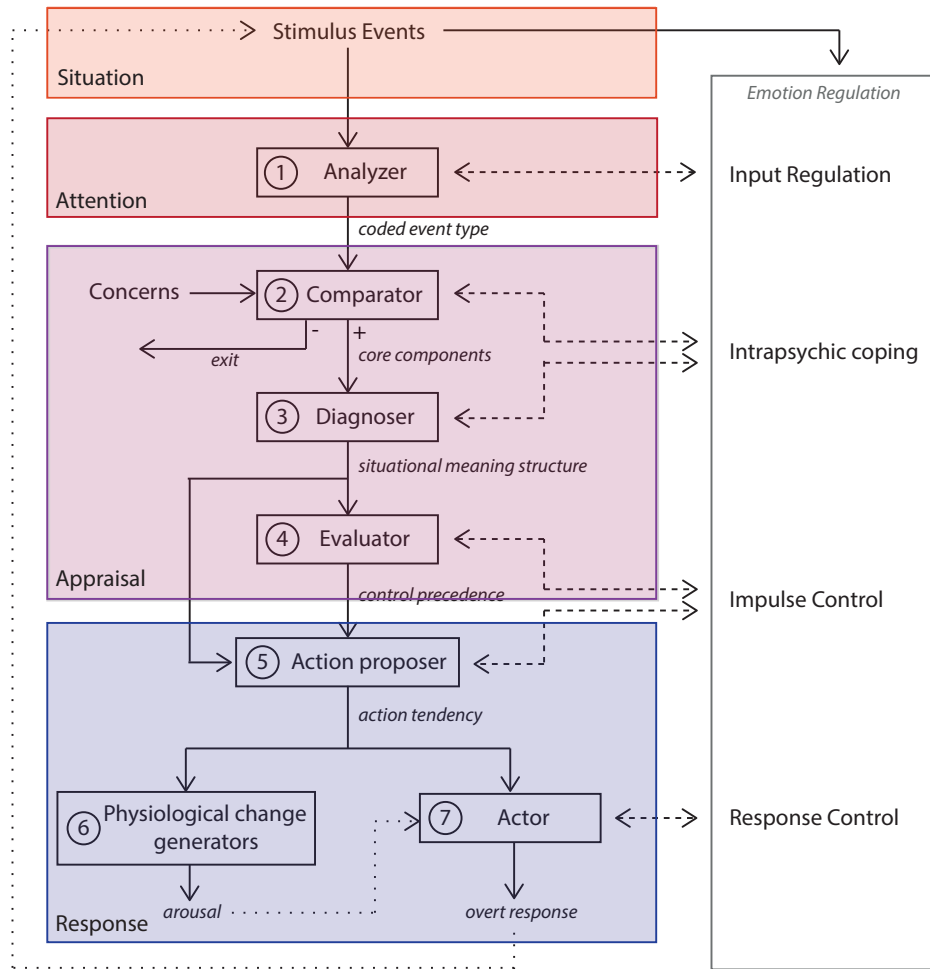 Stimulus Events
Situation
Emotion Regulation
1 Analyzer
Input Regulation
Attention
coded event type
Concerns
2 Comparator
- +
exit
core components
Intrapsychic coping
3 Diagnoser
situational meaning structure
4 Evaluator
Appraisal
control precedence
Impulse Control
5 Action proposer
action tendency
6 Physiological change
generators
7 Actor
Response Control
arousal
overt response
Response